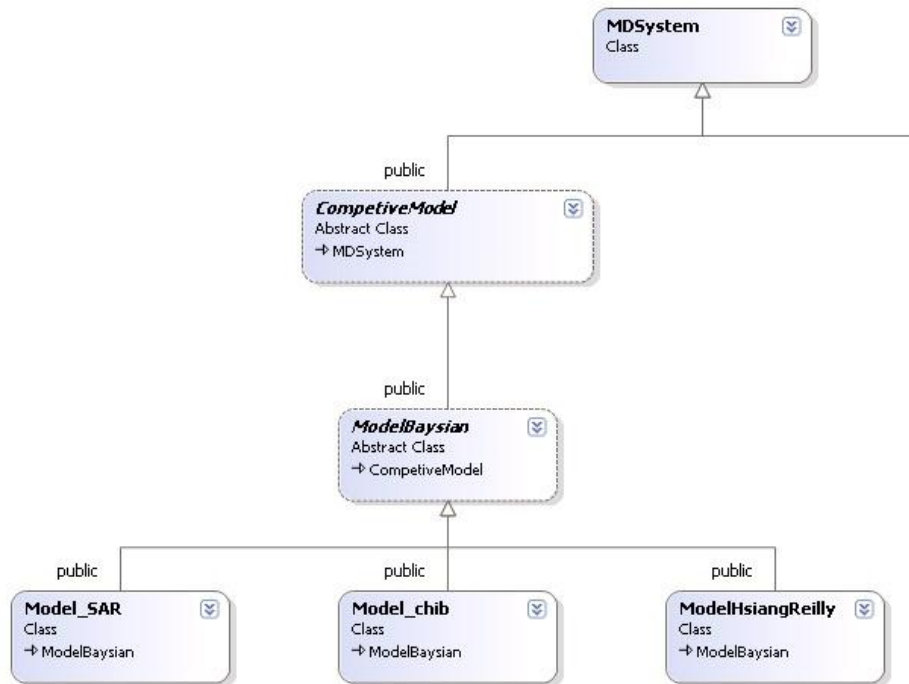 MDSystem
Class
public
CompetiveModel
Abstract Class
MDSystem
public
ModelBaysian
Abstract Class
CompetiveModel
public
public
public
Model_SAR
Class
ModelBaysian
Model_chib
Class
ModelBaysian
ModelHsiangReilly
Class
ModelBaysian